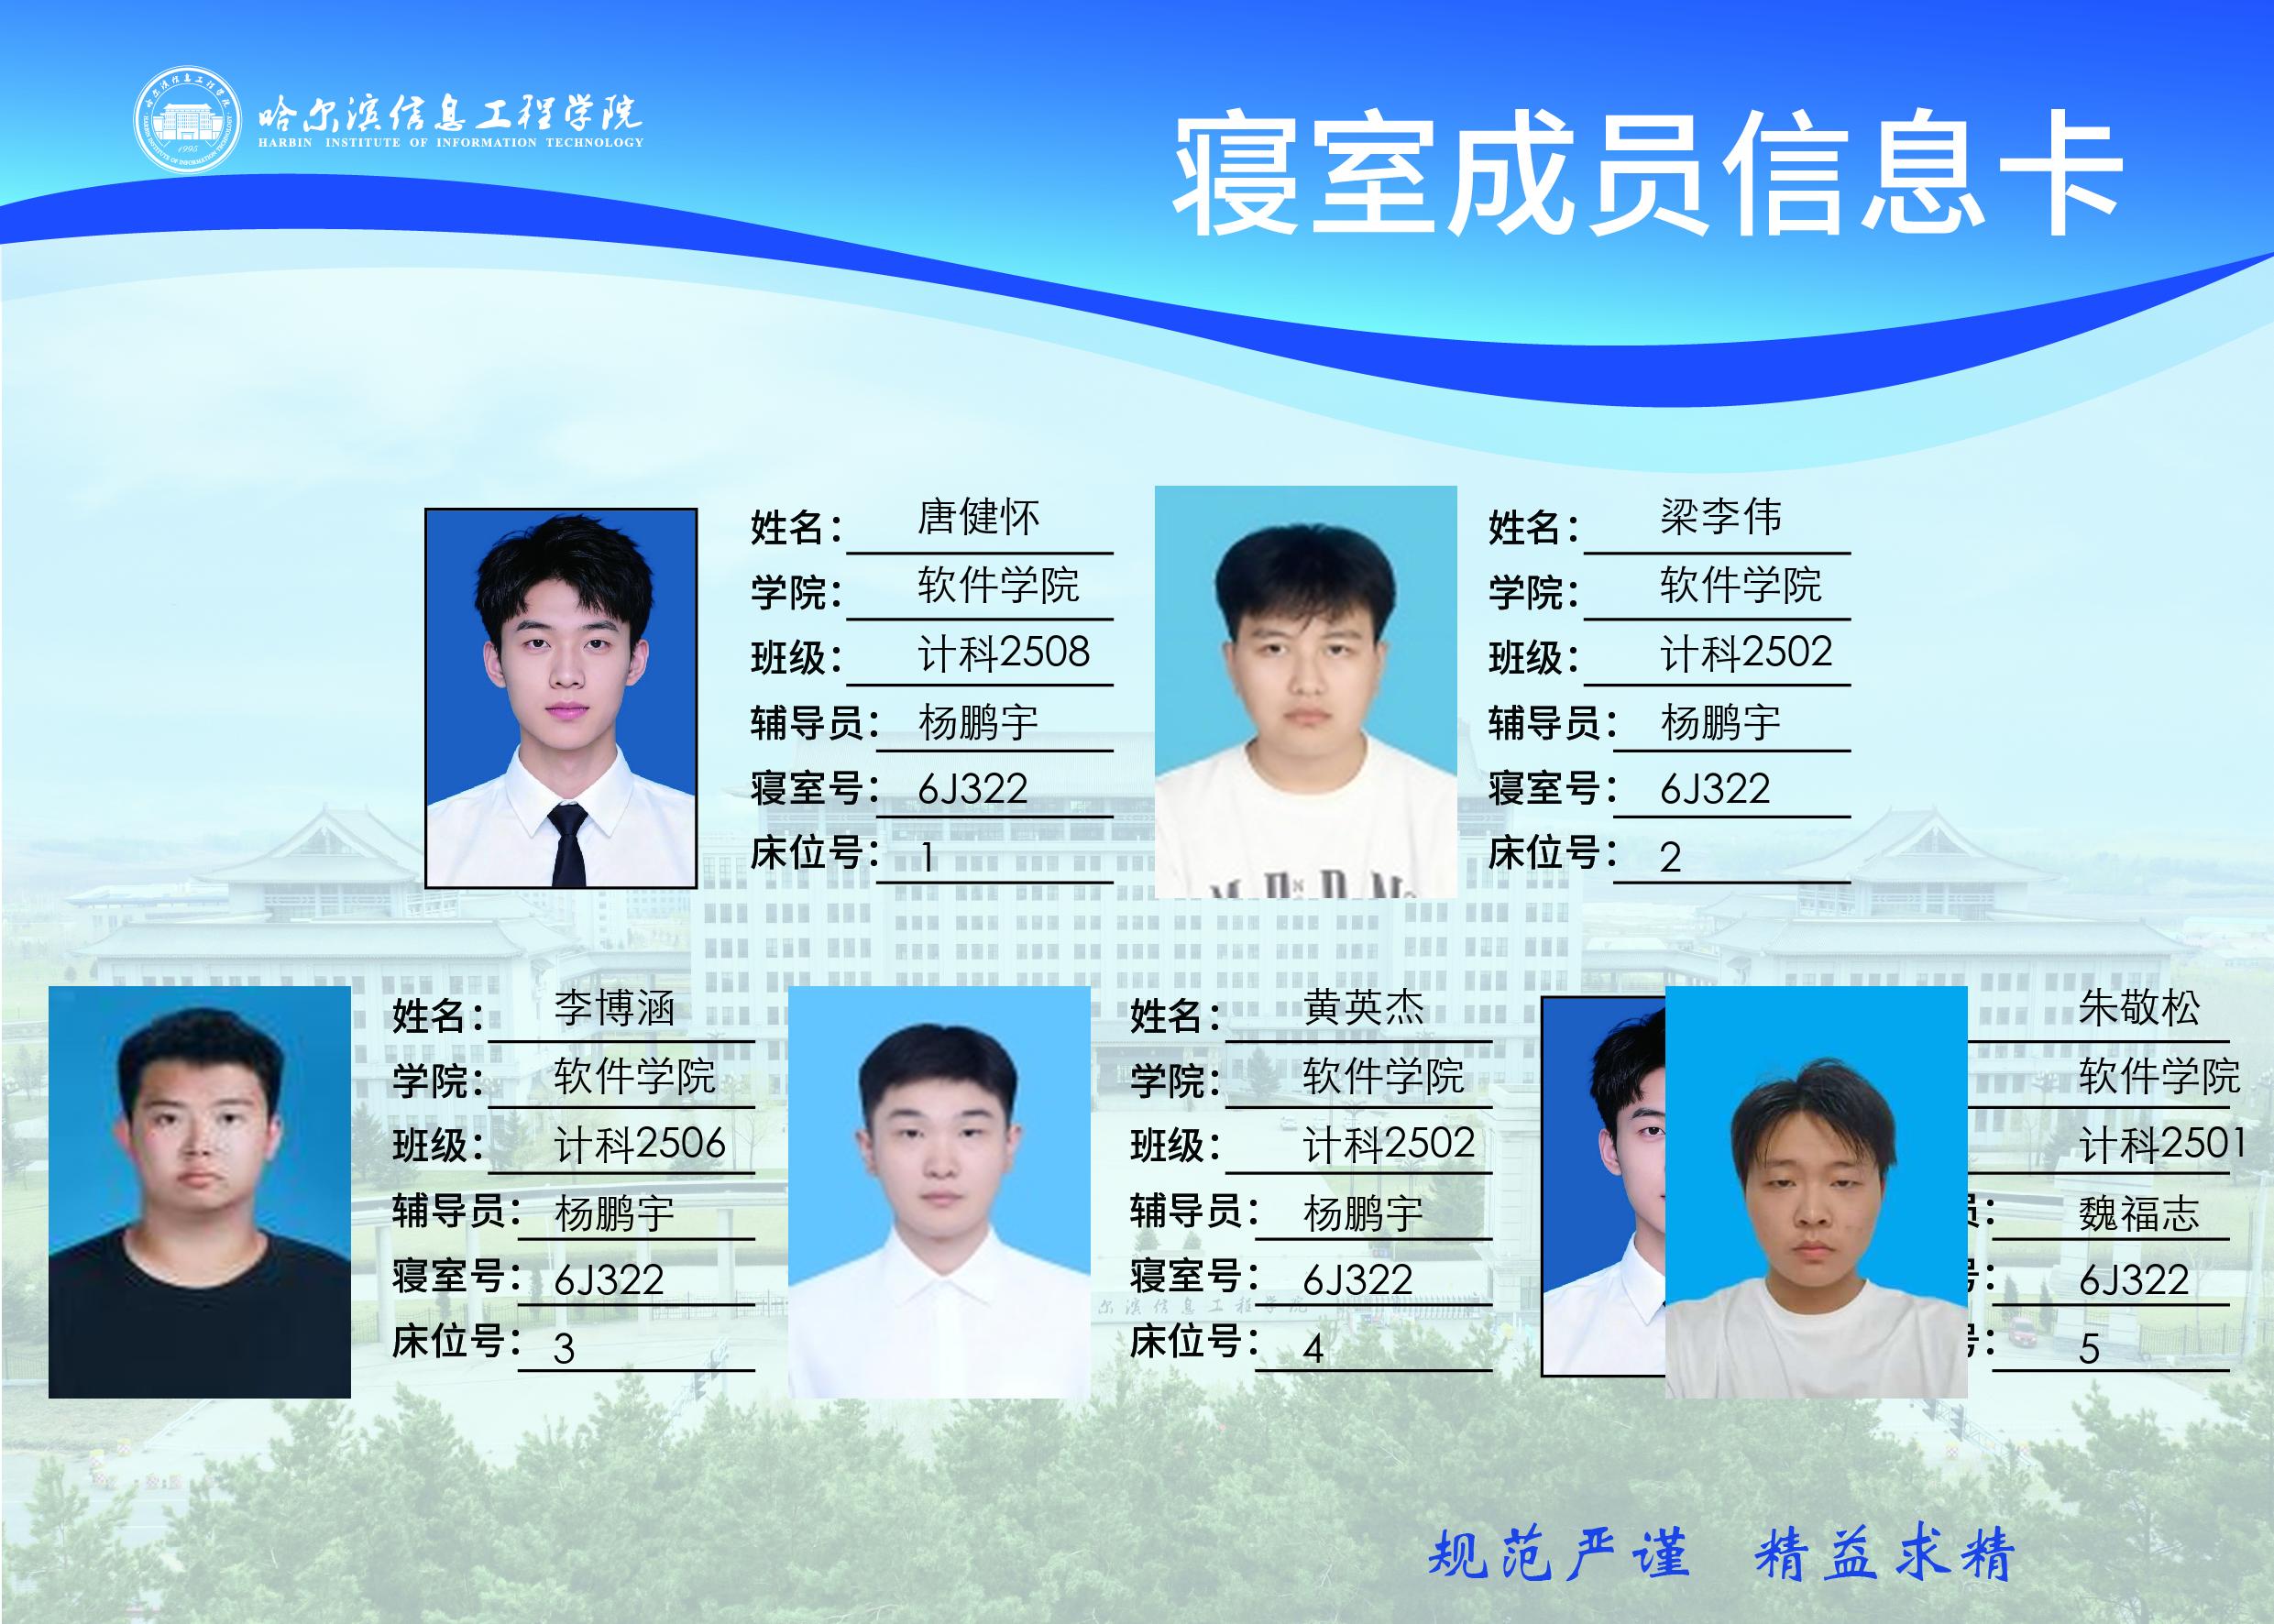 哈尔滨信息工程学院
HARBIN INSTITUTE OF INFORMATION TECHNOLOGY
1995
寝室成员信息卡
姓名： 唐健怀
学院： 软件学院
班级： 计科2508
辅导员： 杨鹏宇
寝室号： 6J322
床位号： 1
姓名： 梁李伟
学院： 软件学院
班级： 计科2502
辅导员： 杨鹏宇
寝室号： 6J322
床位号： 2
姓名： 李博涵
学院： 软件学院
班级： 计科2506
辅导员： 杨鹏宇
寝室号： 6J322
床位号： 3
姓名： 黄英杰
学院： 软件学院
班级： 计科2502
辅导员： 杨鹏宇
寝室号： 6J322
床位号： 4
朱敬松
软件学院
计科2501
员： 魏福志
号： 6J322
号： 5
规范严谨 精益求精